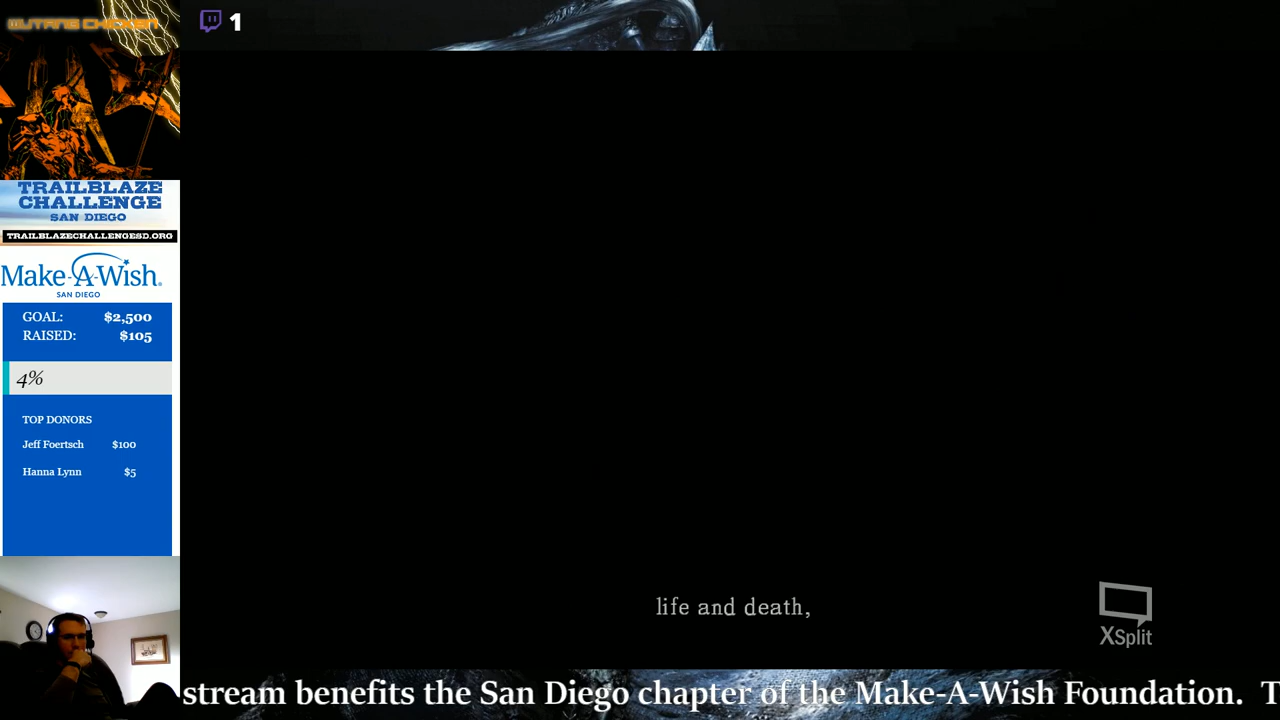 WUTANG CHICKEN
1
TRAILBLAZE
CHALLENGE
SAN DIEGO
TRAILBLAZECHALLENGESD.ORG
Make-A-Wish.
SAN DIEGO
GOAL: $2,500
RAISED: $105
4%
TOP DONORS
Jeff Foertsch $100
Hanna Lynn $5
life and death,
XSplit
stream benefits the San Diego chapter of the Make-A-Wish Foundation. T